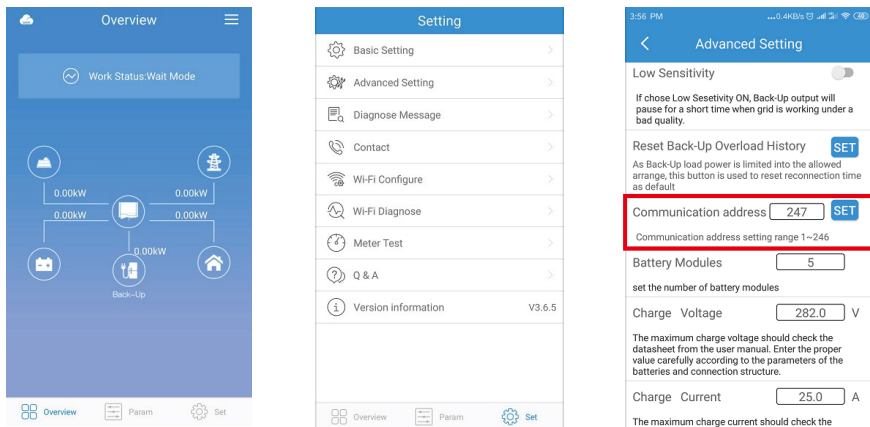 Overview
Work Status:Wait Mode
0.00kW
0.00kW
0.00kW
0.00kW
0.00kW
Back-Up
Overview
Param
Set
Setting
Basic Setting
Advanced Setting
Diagnose Message
Contact
Wi-Fi Configure
Wi-Fi Diagnose
Meter Test
Q & A
Version information V3.6.5
Overview
Param
Set
3:56 PM ...0.4KB/s
Advanced Setting
Low Sensitivity
If chose Low Sesetivity ON, Back-Up output will
pause for a short time when grid is working under a
bad quality.
Reset Back-Up Overload History SET
As Back-Up load power is limited into the allowed
arrange, this button is used to reset reconnection time
as default
Communication address 247 SET
Communication address setting range 1~246
Battery Modules 5
set the number of battery modules
Charge Voltage 282.0 V
The maximum charge voltage should check the
datasheet from the user manual. Enter the proper
value carefully according to the parameters of the
batteries and connection structure.
Charge Current 25.0 A
The maximum charge current should check the